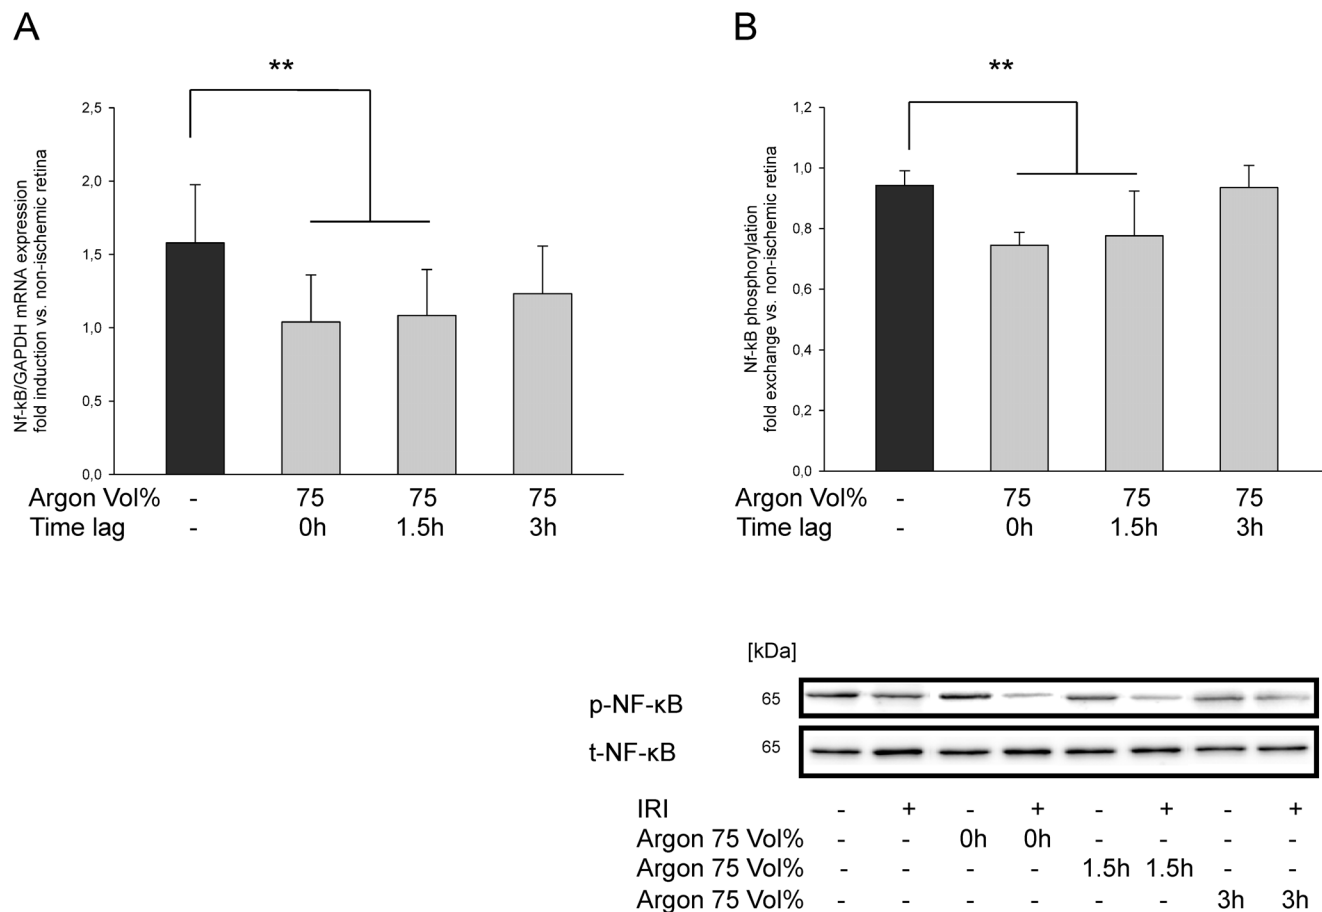 A
**
2,5
2,0
1,5
1,0
0,5
0,0
Nf-kB/GAPDH mRNA expression
fold induction vs. non-ischemic retina
Argon Vol% - 75 75 75
Time lag - 0h 1.5h 3h
B
**
1,2
1,0
0,8
0,6
0,4
0,2
0,0
Nf-kB phosphorylation
fold exchange vs. non-ischemic retina
Argon Vol% - 75 75 75
Time lag - 0h 1.5h 3h
[kDa]
p-NF-κB 65
t-NF-κB 65
IRI - + - + - + - +
Argon 75 Vol% - - 0h 0h - - - -
Argon 75 Vol% - - - - 1.5h 1.5h - -
Argon 75 Vol% - - - - - - 3h 3h